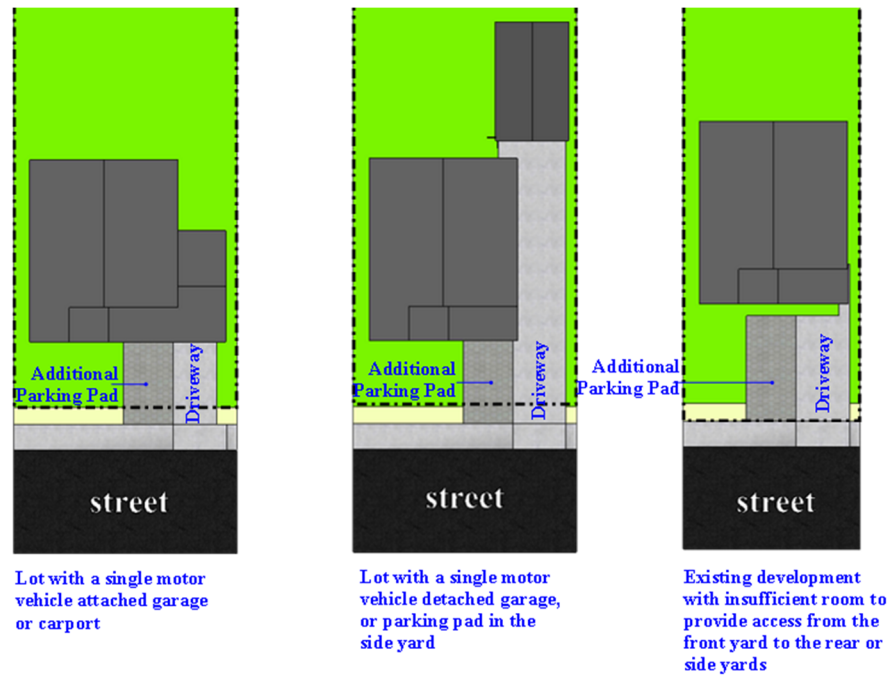 Additional
Parking Pad
Driveway
street
Lot with a single motor
vehicle attached garage
or carport
Additional
Parking Pad
Driveway
street
Lot with a single motor
vehicle detached garage,
or parking pad in the
side yard
Additional
Parking Pad
Driveway
street
Existing development
with insufficient room to
provide access from the
front yard to the rear or
side yards